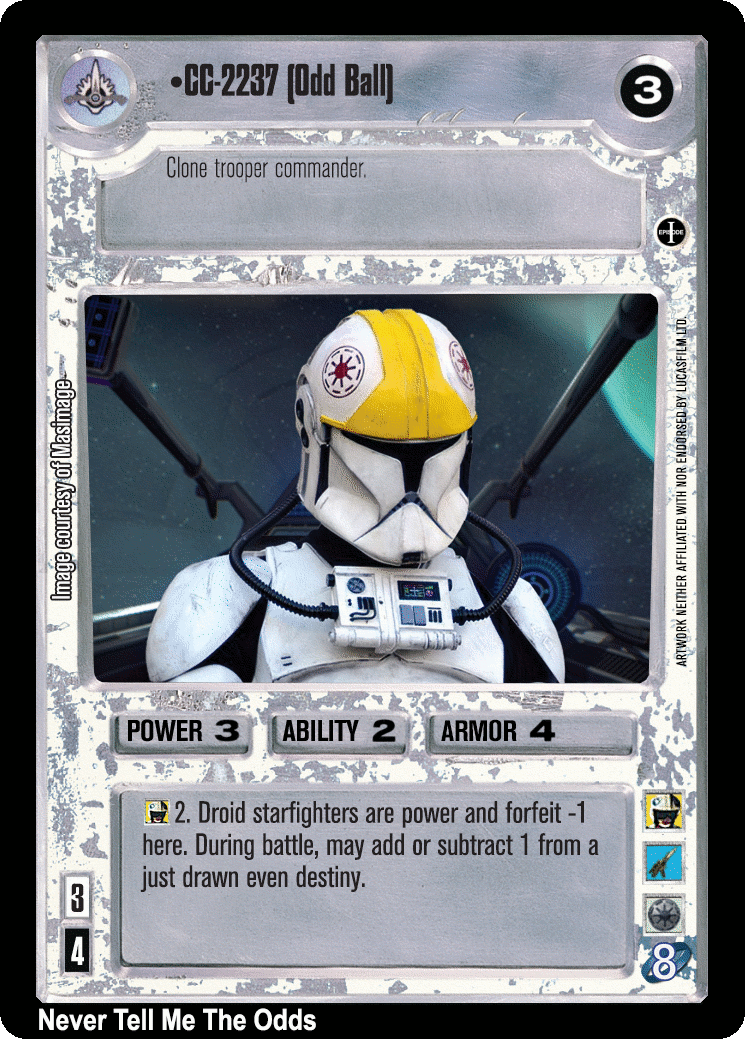 •CC-2237 (Odd Ball)
3
Clone trooper commander.
EPISODE
I
Image courtesy of Masimage
ARTWORK NEITHER AFFILIATED WITH NOR ENDORSED BY LUCASFILM LTD.
POWER 3
ABILITY 2
ARMOR 4
2. Droid starfighters are power and forfeit -1
here. During battle, may add or subtract 1 from a
just drawn even destiny.
3
4
8
Never Tell Me The Odds